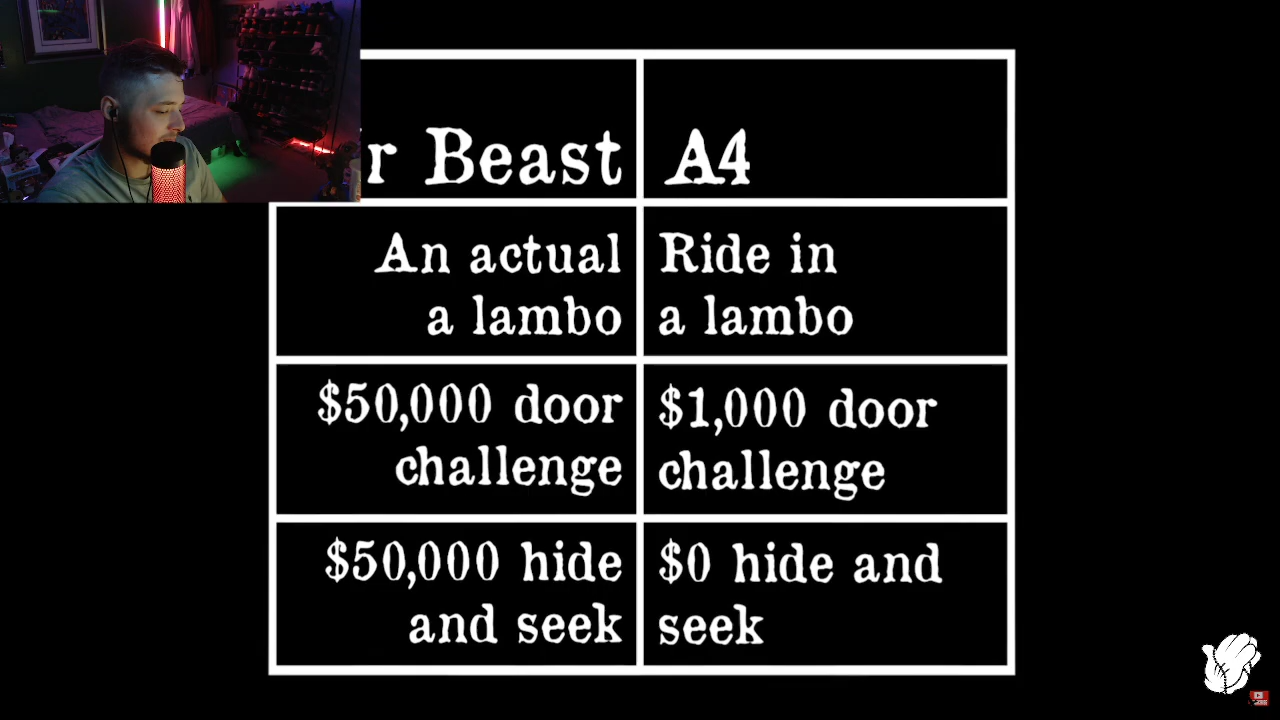 r Beast
A4
An actual
a lambo
Ride in
a lambo
$50,000 door
challenge
$1,000 door
challenge
$50,000 hide
and seek
$0 hide and
seek